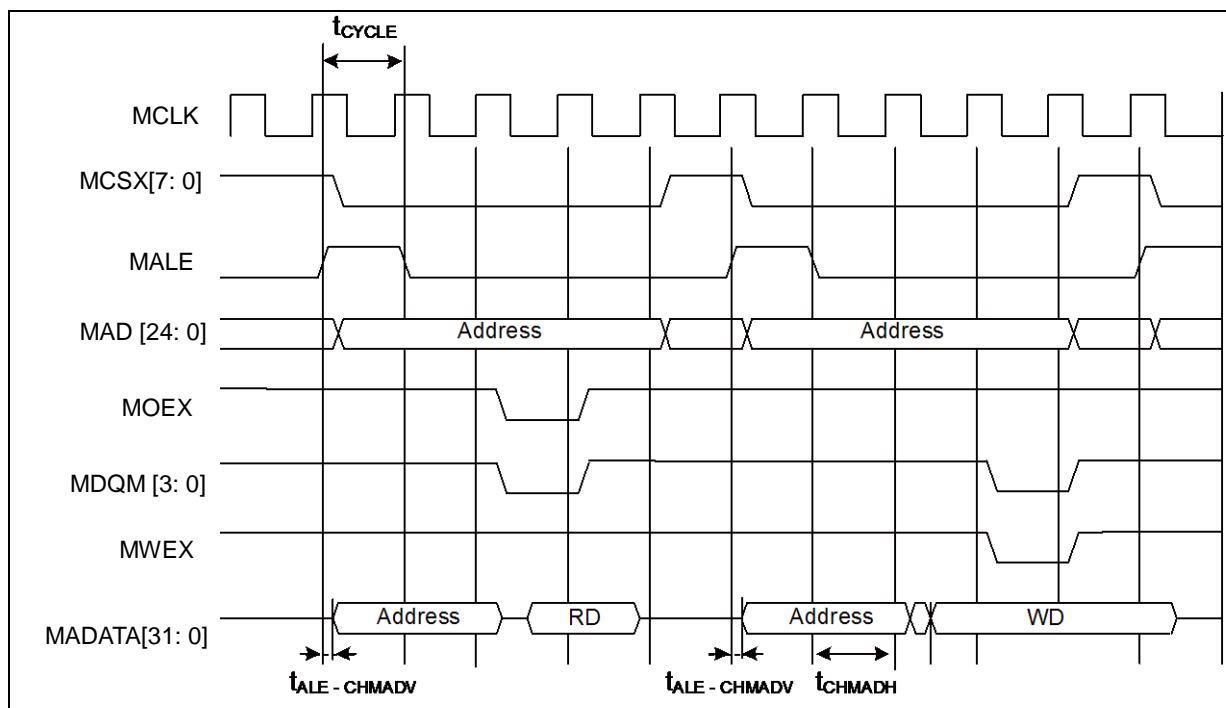 tCYCLE
MCLK
MCSX[7: 0]
MALE
MAD [24: 0]
Address
Address
MOEX
MDQM [3: 0]
MWEX
MADATA[31: 0]
Address
RD
Address
WD
tALE - CHMADV
tALE - CHMADV
tCHMADH